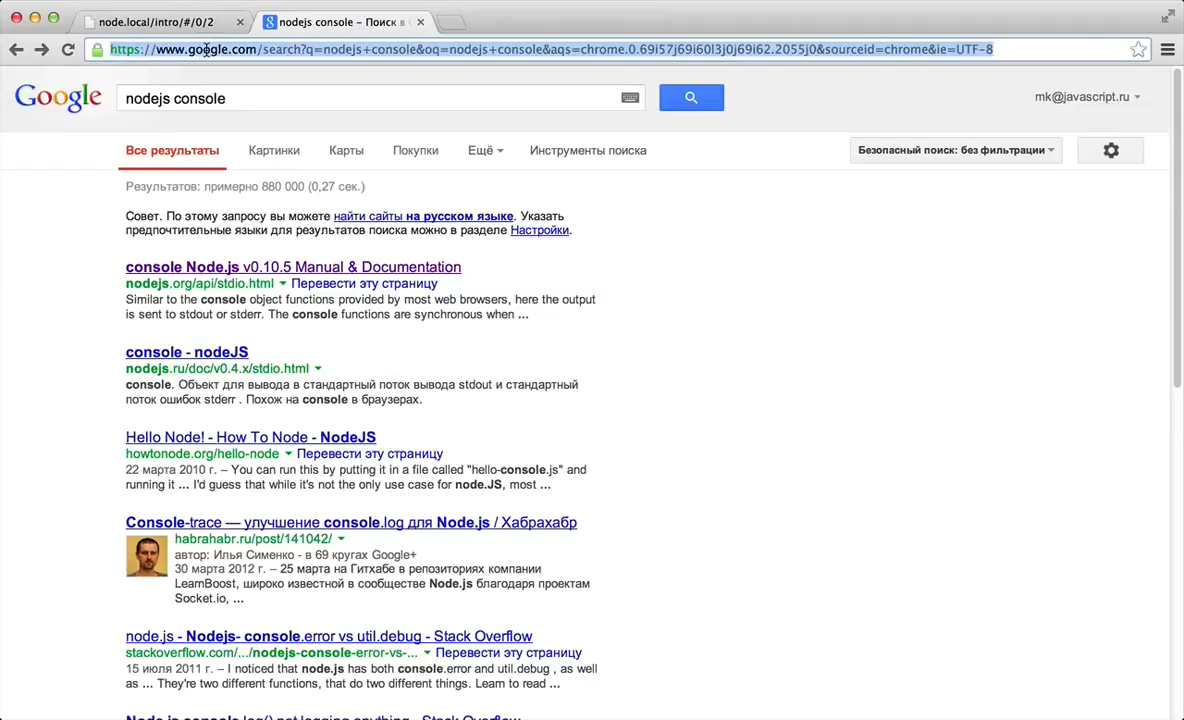 node.local/intro/#/0/2
nodejs console – Поиск в
https://www.google.com/search?q=nodejs+console&oq=nodejs+console&aqs=chrome.0.69i57j69i60l3j0j69i62.2055j0&sourceid=chrome&ie=UTF-8
Google
nodejs console
mk@javascript.ru
Все результаты Картинки Карты Покупки Ещё Инструменты поиска
Безопасный поиск: без фильтрации
Результатов: примерно 880 000 (0,27 сек.)
Совет. По этому запросу вы можете найти сайты на русском языке. Указать
предпочтительные языки для результатов поиска можно в разделе Настройки.
console Node.js v0.10.5 Manual & Documentation
nodejs.org/api/stdio.html Перевести эту страницу
Similar to the console object functions provided by most web browsers, here the output
is sent to stdout or stderr. The console functions are synchronous when ...
console - nodeJS
nodejs.ru/doc/v0.4.x/stdio.html
console. Объект для вывода в стандартный поток вывода stdout и стандартный
поток ошибок stderr . Похож на console в браузерах.
Hello Node! - How To Node - NodeJS
howtonode.org/hello-node Перевести эту страницу
22 марта 2010 г. – You can run this by putting it in a file called "hello-console.js" and
running it ... I'd guess that while it's not the only use case for node.JS, most ...
Console-trace — улучшение console.log для Node.js / Хабрахабр
habrahabr.ru/post/141042/
автор: Илья Сименко - в 69 кругах Google+
30 марта 2012 г. – 25 марта на Гитхабе в репозиториях компании
LearnBoost, широко известной в сообществе Node.js благодаря проектам
Socket.io, ...
node.js - Nodejs- console.error vs util.debug - Stack Overflow
stackoverflow.com/.../nodejs-console-error-vs-... Перевести эту страницу
15 июля 2011 г. – I noticed that node.js has both console.error and util.debug , as well
as ... They're two different functions, that do two different things. Learn to read ...
Node.js console.log() not logging anything - Stack Overflow